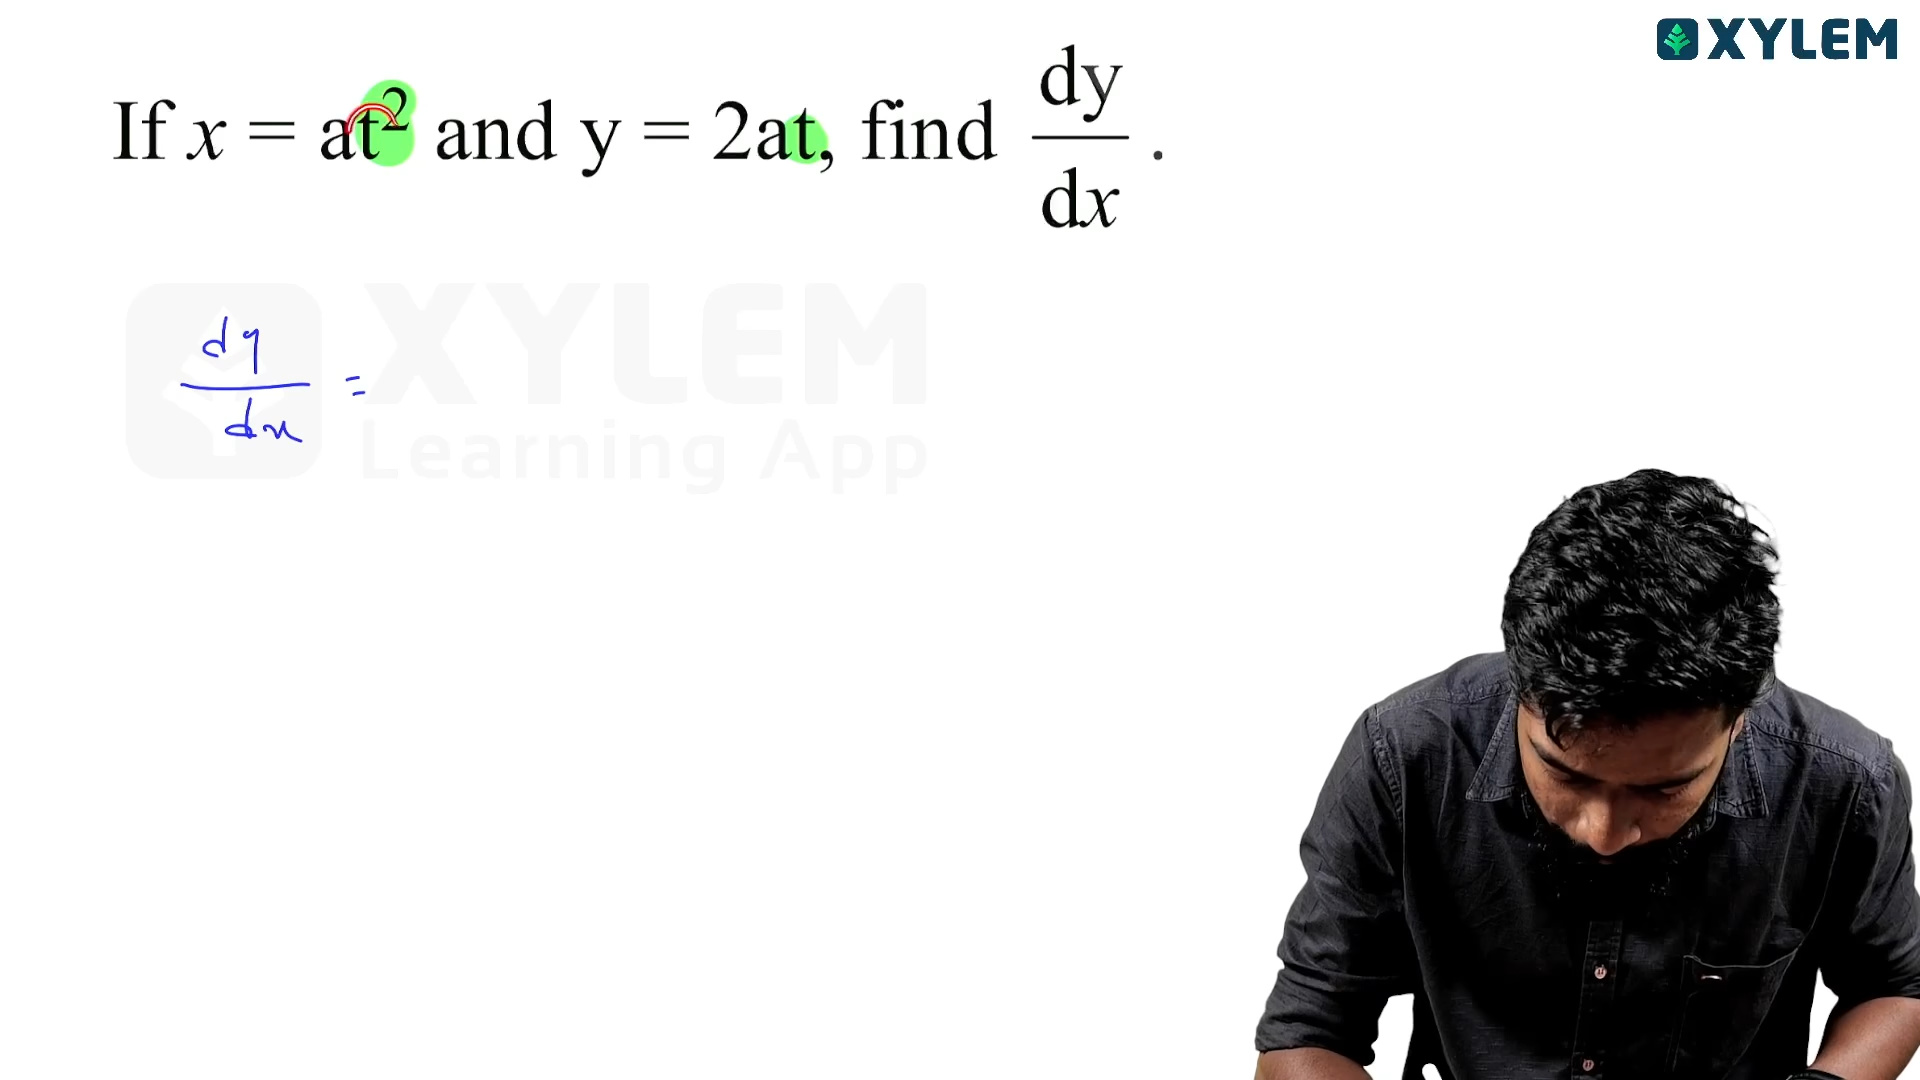 XYLEM
If x = at² and y = 2at, find dy/dx .
XYLEM
Learning App
dy/dx =